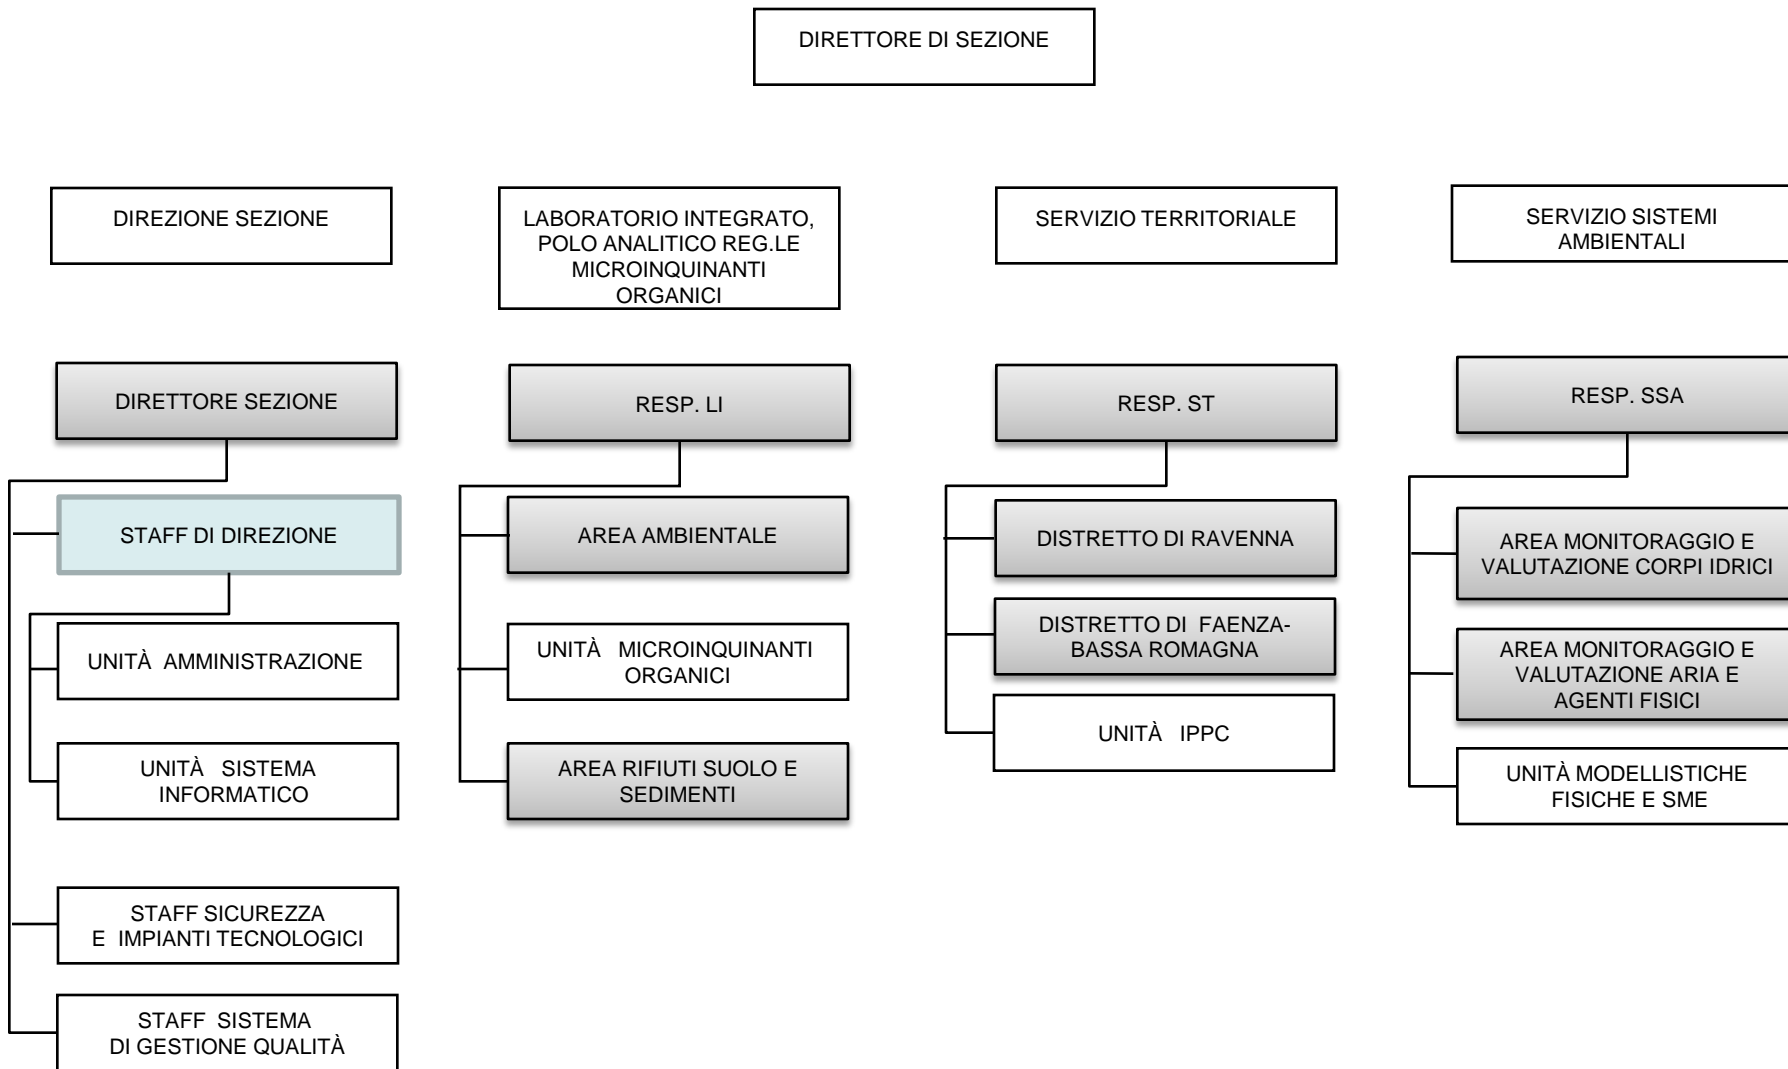 DIRETTORE DI SEZIONE
DIREZIONE SEZIONE
LABORATORIO INTEGRATO,
POLO ANALITICO REG.LE
MICROINQUINANTI
ORGANICI
SERVIZIO TERRITORIALE
SERVIZIO SISTEMI
AMBIENTALI
DIRETTORE SEZIONE
STAFF DI DIREZIONE
UNITÀ AMMINISTRAZIONE
UNITÀ SISTEMA
INFORMATICO
STAFF SICUREZZA
E IMPIANTI TECNOLOGICI
STAFF SISTEMA
DI GESTIONE QUALITÀ
RESP. LI
AREA AMBIENTALE
UNITÀ MICROINQUINANTI
ORGANICI
AREA RIFIUTI SUOLO E
SEDIMENTI
RESP. ST
DISTRETTO DI RAVENNA
DISTRETTO DI FAENZA-
BASSA ROMAGNA
UNITÀ IPPC
RESP. SSA
AREA MONITORAGGIO E
VALUTAZIONE CORPI IDRICI
AREA MONITORAGGIO E
VALUTAZIONE ARIA E
AGENTI FISICI
UNITÀ MODELLISTICHE
FISICHE E SME